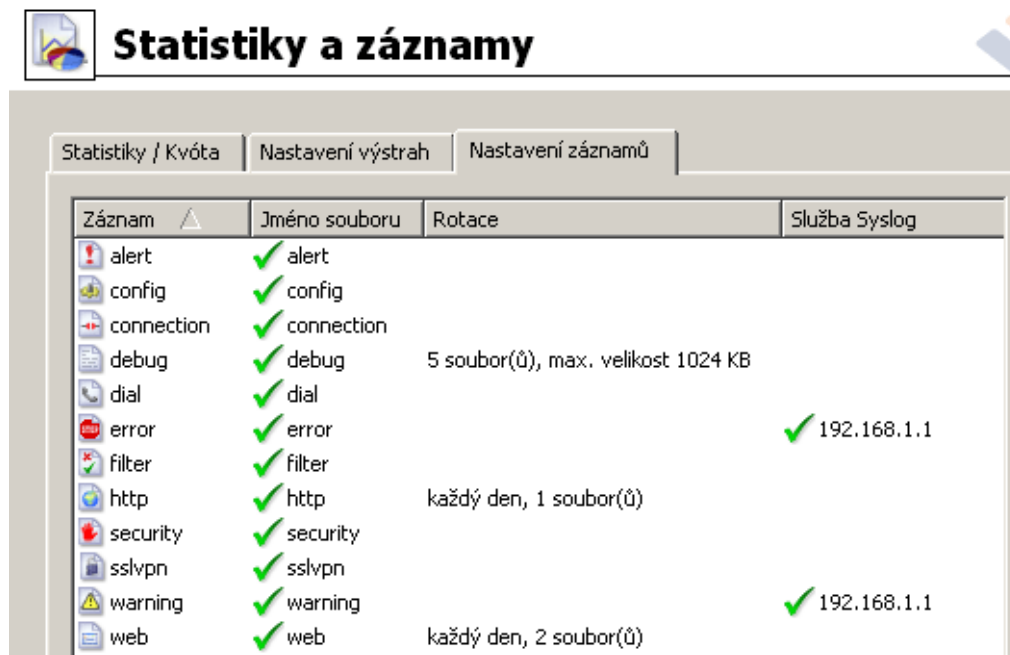 Statistiky a záznamy
Statistiky / Kvóta Nastavení výstrah Nastavení záznamů
Záznam Jméno souboru Rotace Služba Syslog
alert alert
config config
connection connection
debug debug 5 soubor(ů), max. velikost 1024 KB
dial dial
error error 192.168.1.1
filter filter
http http každý den, 1 soubor(ů)
security security
sslvpn sslvpn
warning warning 192.168.1.1
web web každý den, 2 soubor(ů)